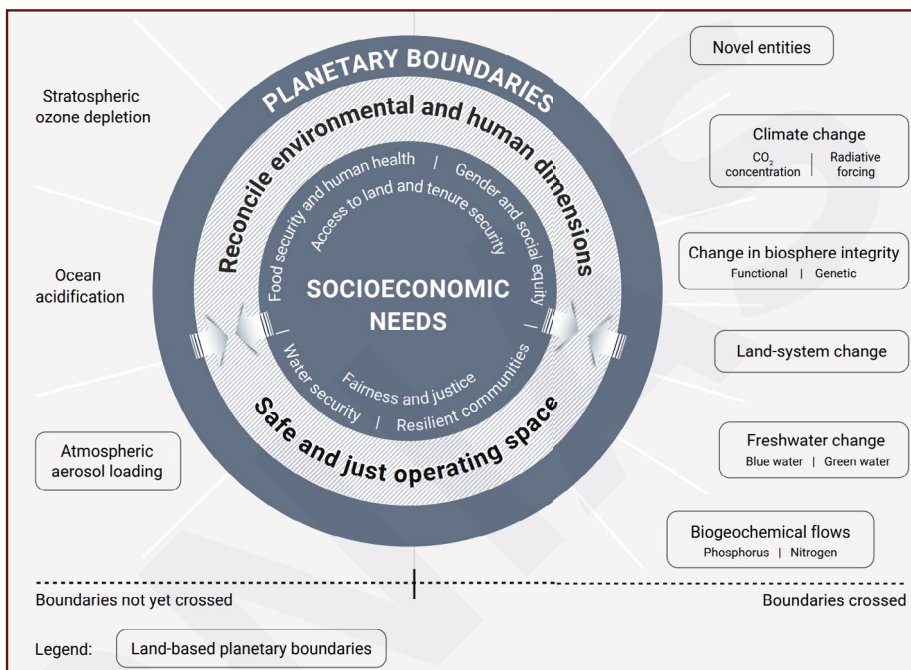 PLANETARY BOUNDARIES
Reconcile environmental and human dimensions
Food security and human health | Gender and social equity |
Access to land and tenure security
SOCIOECONOMIC
NEEDS
Fairness and justice
| Water security | Resilient communities
Safe and just operating space
Stratospheric
ozone depletion
Ocean
acidification
Atmospheric
aerosol loading
Novel entities
Climate change
CO₂
concentration | Radiative
forcing
Change in biosphere integrity
Functional | Genetic
Land-system change
Freshwater change
Blue water | Green water
Biogeochemical flows
Phosphorus | Nitrogen
Boundaries not yet crossed
Boundaries crossed
Legend: Land-based planetary boundaries